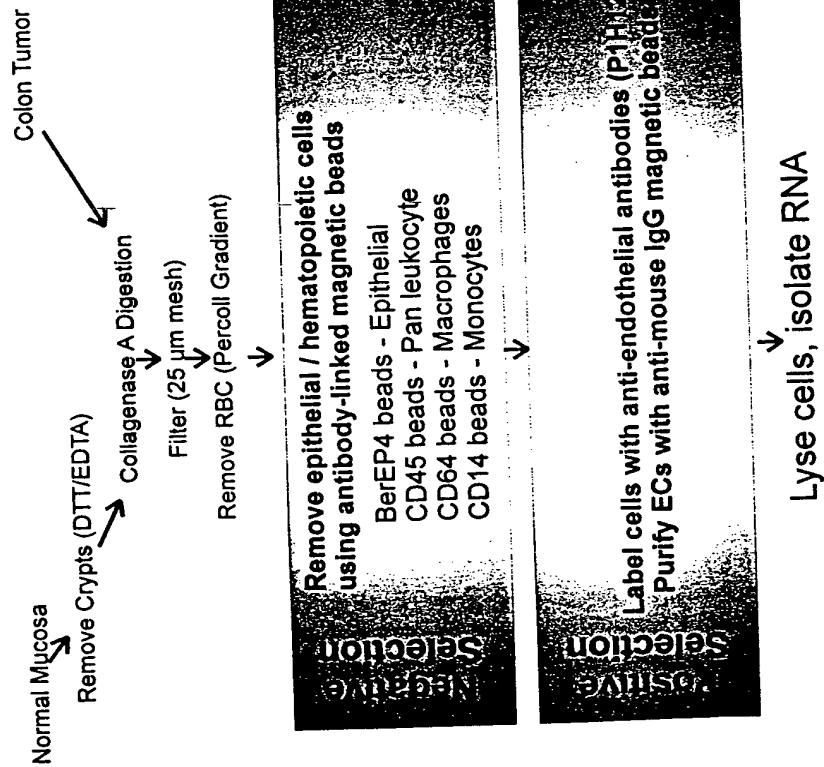 Normal Mucosa
Colon Tumor
Remove Crypts (DTT/EDTA)
Collagenase A Digestion
Filter (25 µm mesh)
Remove RBC (Percoll Gradient)
Negative
Selection
Remove epithelial / hematopoietic cells
using antibody-linked magnetic beads
BerEP4 beads - Epithelial
CD45 beads - Pan leukocyte
CD64 beads - Macrophages
CD14 beads - Monocytes
Positive
Selection
Label cells with anti-endothelial antibodies
Purify ECs with anti-mouse IgG magnetic
Lyse cells, isolate RNA